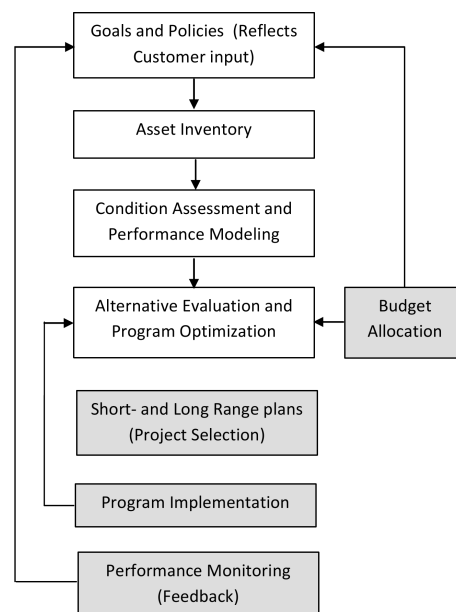 Goals and Policies (Reflects
Customer input)
Asset Inventory
Condition Assessment and
Performance Modeling
Alternative Evaluation and
Program Optimization
Budget
Allocation
Short- and Long Range plans
(Project Selection)
Program Implementation
Performance Monitoring
(Feedback)